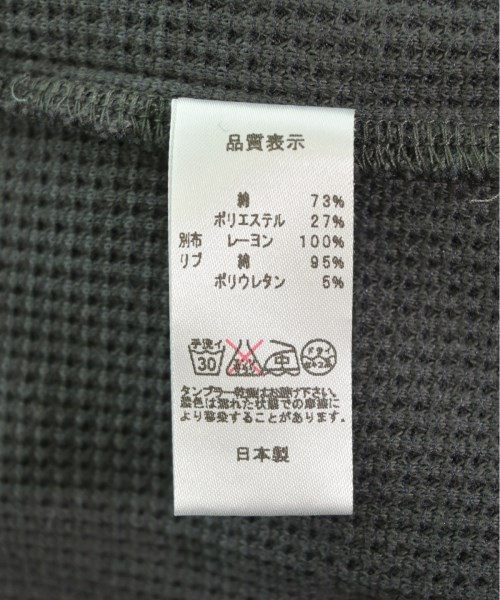 品質表示
綿 73%
ポリエステル 27%
別布 レーヨン 100%
リブ 綿 95%
ポリウレタン 5%
手洗イ 30 ドライ
タンブラー乾燥はお避け下さい。
濃色は濡れた状態での摩擦に
より移染することがあります。
日本製